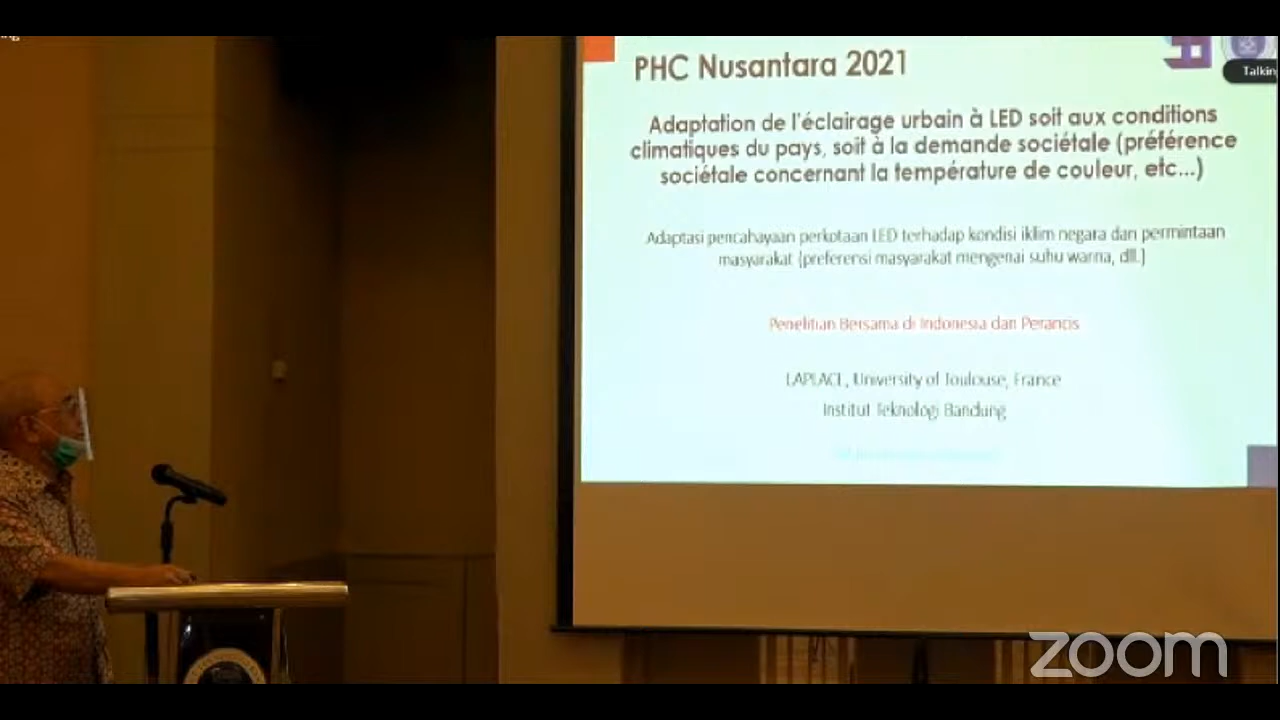 PHC Nusantara 2021
Talking
Adaptation de l'éclairage urbain à LED soit aux conditions
climatiques du pays, soit à la demande sociétale (préférence
sociétale concernant la température de couleur, etc...)
Adaptasi pencahayaan perkotaan LED terhadap kondisi iklim negara dan permintaan
masyarakat (preferensi masyarakat mengenai suhu warna, dll.)
Penelitian Bersama di Indonesia dan Perancis
LAPLACE, University of Toulouse, France
Institut Teknologi Bandung
zoom